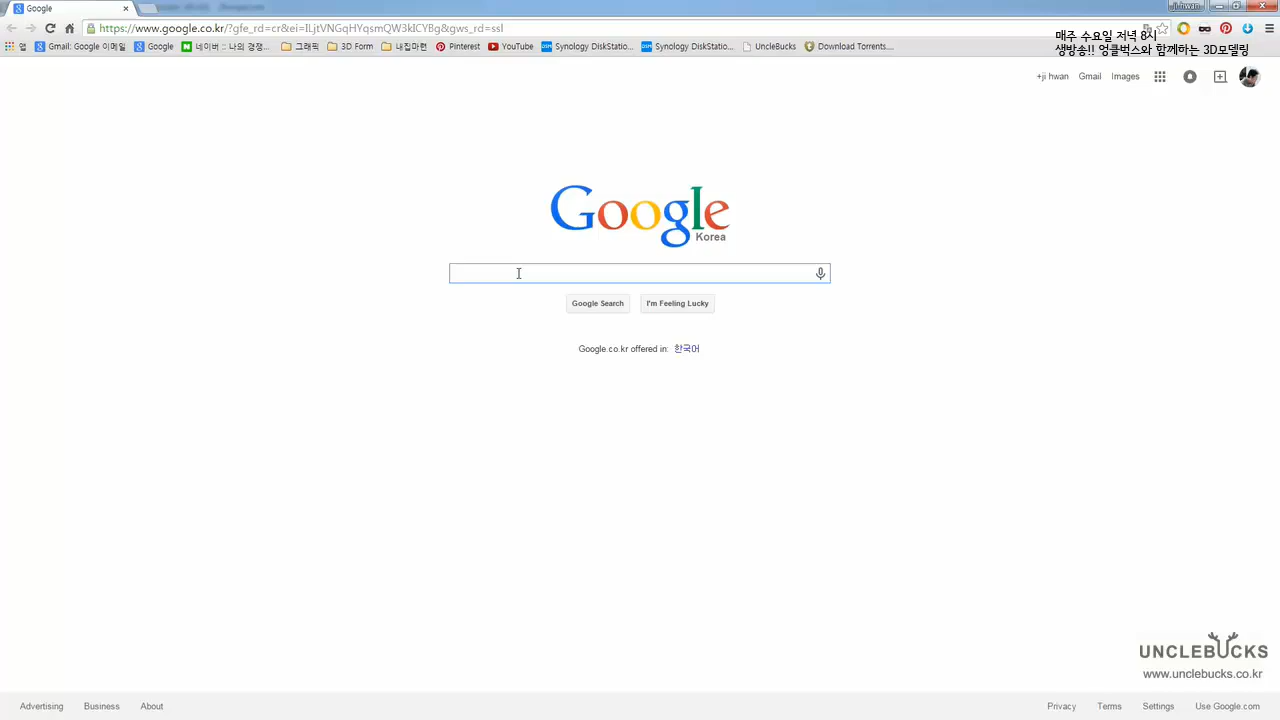 Google
ji hwan
https://www.google.co.kr/?gfe_rd=cr&ei=ILjtVNGqHYqsmQW3kICYBg&gws_rd=ssl
앱 Gmail: Google 이메일 Google 네이버 :: 나의 경쟁... 그래픽 3D Form 내집마련 Pinterest YouTube Synology DiskStatio... Synology DiskStatio... UncleBucks Download Torrents....
매주 수요일 저녁 8시
생방송!! 엉클벅스와 함께하는 3D모델링
+ji hwan Gmail Images
Google
Korea
Google Search I'm Feeling Lucky
Google.co.kr offered in: 한국어
UNCLEBUCKS
www.unclebucks.co.kr
Advertising Business About Privacy Terms Settings Use Google.com